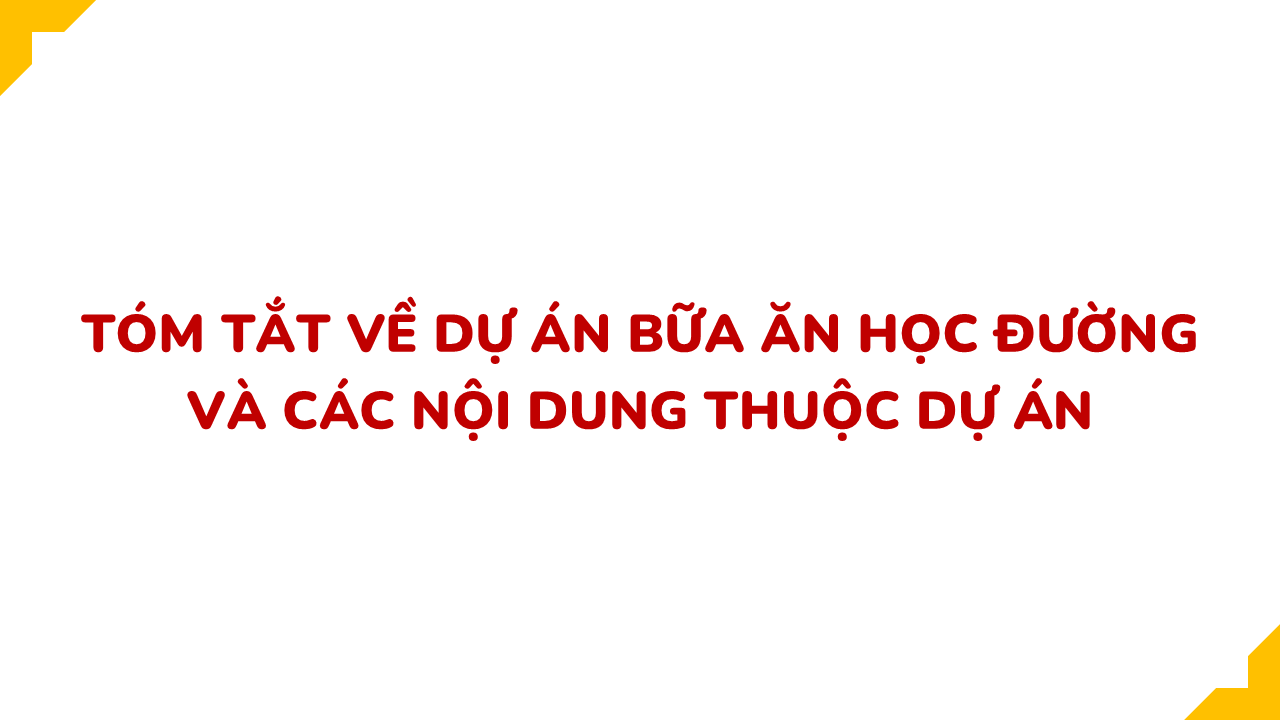 TÓM TẮT VỀ DỰ ÁN BỮA ĂN HỌC ĐƯỜNG
VÀ CÁC NỘI DUNG THUỘC DỰ ÁN